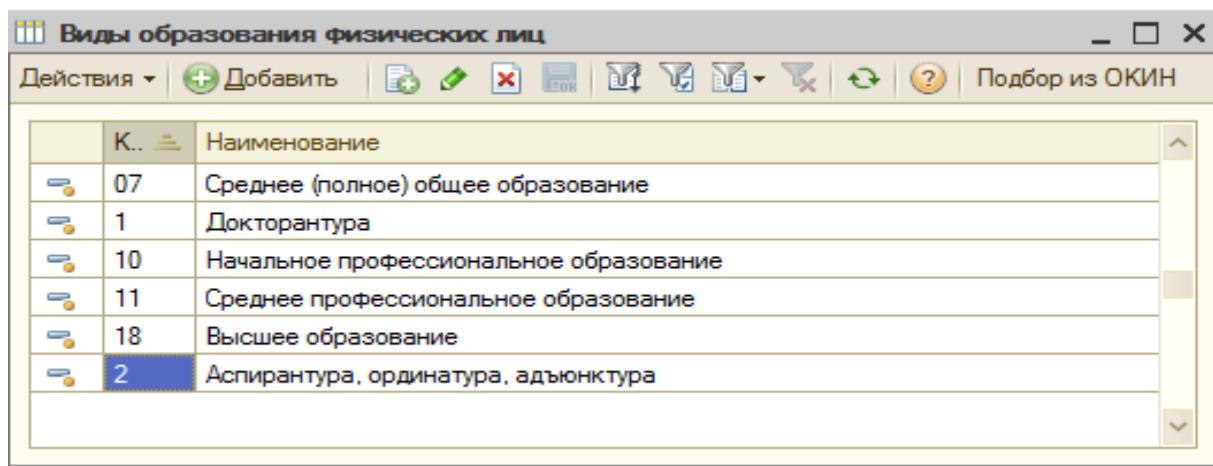 Виды образования физических лиц
Действия Добавить Подбор из ОКИН
К.. Наименование
07 Среднее (полное) общее образование
1 Докторантура
10 Начальное профессиональное образование
11 Среднее профессиональное образование
18 Высшее образование
2 Аспирантура, ординатура, адъюнктура